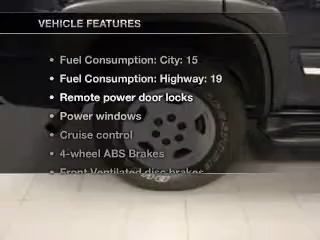 VEHICLE FEATURES
• Fuel Consumption: City: 15
• Fuel Consumption: Highway: 19
• Remote power door locks
• Power windows
• Cruise control
• 4-wheel ABS Brakes
• Front Ventilated disc brakes